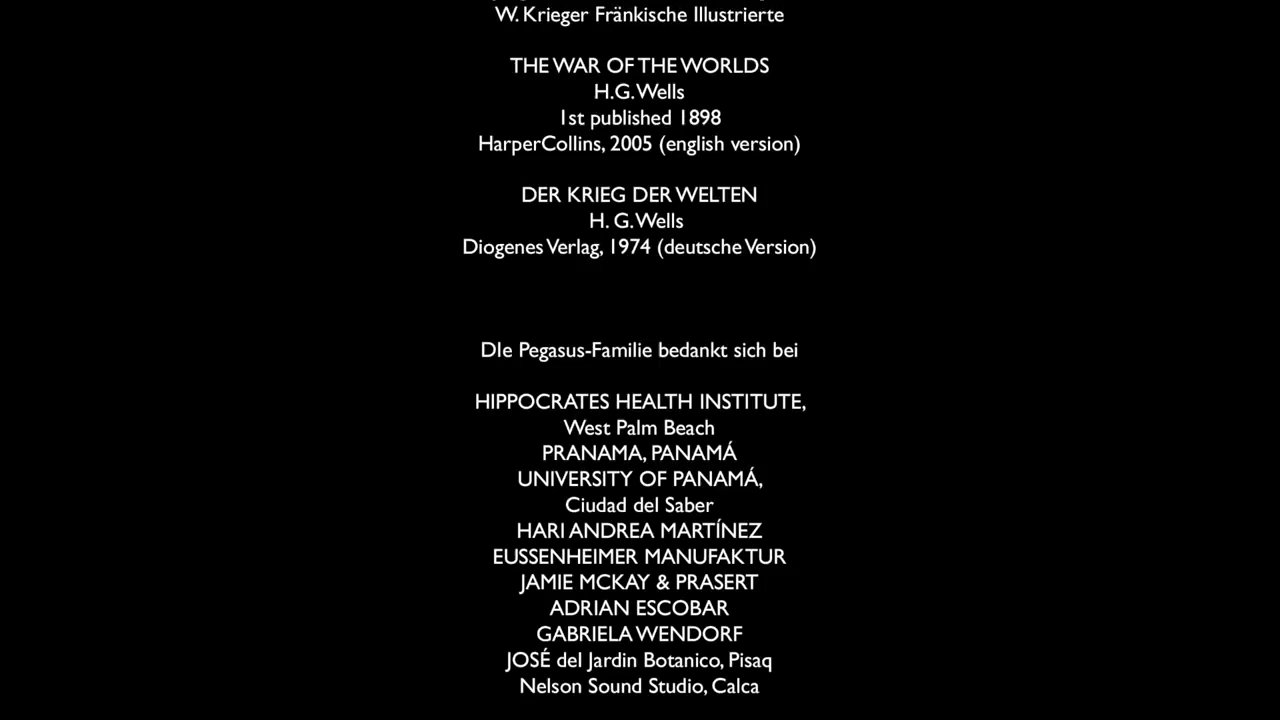 W. Krieger Fränkische Illustrierte
THE WAR OF THE WORLDS
H.G. Wells
1st published 1898
HarperCollins, 2005 (english version)
DER KRIEG DER WELTEN
H. G. Wells
Diogenes Verlag, 1974 (deutsche Version)
DIe Pegasus-Familie bedankt sich bei
HIPPOCRATES HEALTH INSTITUTE,
West Palm Beach
PRANAMA, PANAMÁ
UNIVERSITY OF PANAMÁ,
Ciudad del Saber
HARI ANDREA MARTÍNEZ
EUSSENHEIMER MANUFAKTUR
JAMIE MCKAY & PRASERT
ADRIAN ESCOBAR
GABRIELA WENDORF
JOSÉ del Jardin Botanico, Pisaq
Nelson Sound Studio, Calca